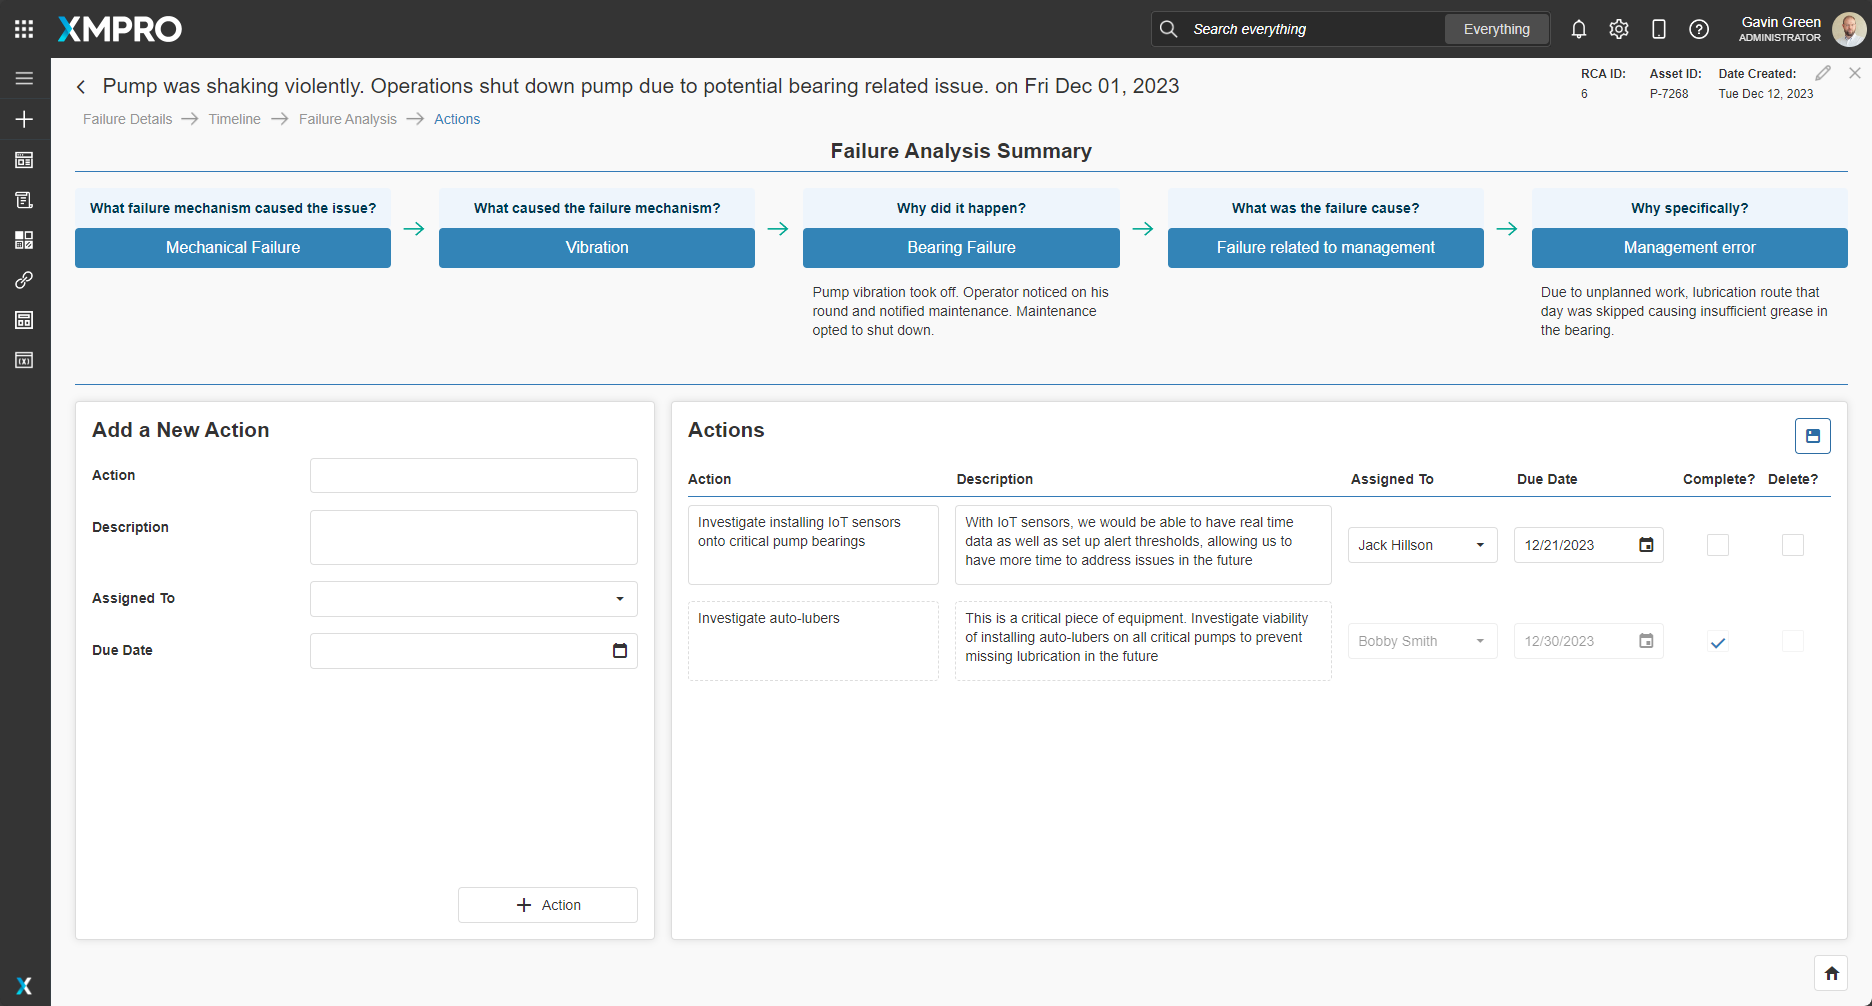 XMPRO
Search everything
Everything
Gavin Green
ADMINISTRATOR
Pump was shaking violently. Operations shut down pump due to potential bearing related issue. on Fri Dec 01, 2023
RCA ID:
6
Asset ID:
P-7268
Date Created:
Tue Dec 12, 2023
Failure Details
Timeline
Failure Analysis
Actions
Failure Analysis Summary
What failure mechanism caused the issue?
Mechanical Failure
What caused the failure mechanism?
Vibration
Why did it happen?
Bearing Failure
Pump vibration took off. Operator noticed on his
round and notified maintenance. Maintenance
opted to shut down.
What was the failure cause?
Failure related to management
Why specifically?
Management error
Due to unplanned work, lubrication route that
day was skipped causing insufficient grease in
the bearing.
Add a New Action
Action
Description
Assigned To
Due Date
Action
Actions
Action Description Assigned To Due Date Complete? Delete?
Investigate installing IoT sensors
onto critical pump bearings
With IoT sensors, we would be able to have real time
data as well as set up alert thresholds, allowing us to
have more time to address issues in the future
Jack Hillson
12/21/2023
Investigate auto-lubers
This is a critical piece of equipment. Investigate viability
of installing auto-lubers on all critical pumps to prevent
missing lubrication in the future
Bobby Smith
12/30/2023